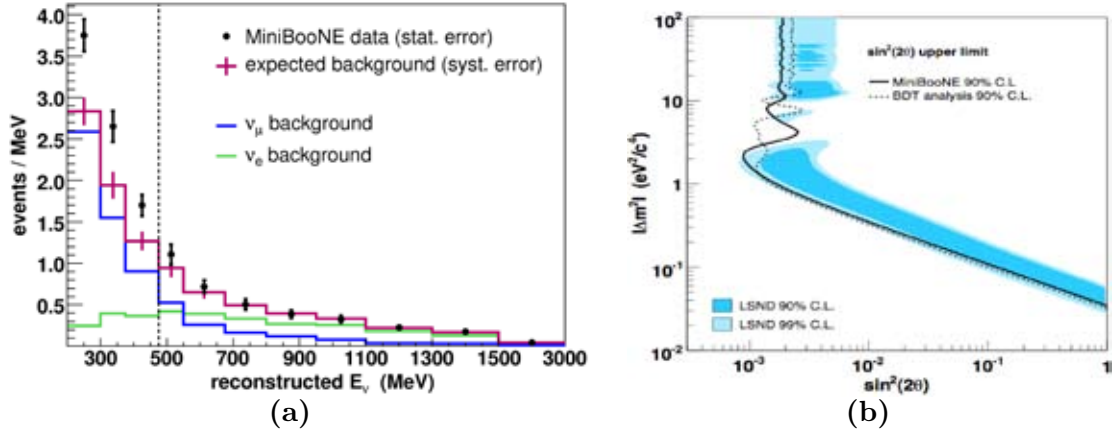 4.0
3.5
3.0
2.5
2.0
1.5
1.0
0.5
events / MeV
MiniBooNE data (stat. error)
expected background (syst. error)
νμ background
νe background
300 500 700 900 1100 1300 1500 3000
reconstructed Eν (MeV)
(a)
10²
10
1
10⁻¹
10⁻²
|Δm²| (eV²/c⁴)
sin²(2θ) upper limit
MiniBooNE 90% C.L.
BDT analysis 90% C.L.
LSND 90% C.L.
LSND 99% C.L.
10⁻³ 10⁻² 10⁻¹ 1
sin²(2θ)
(b)